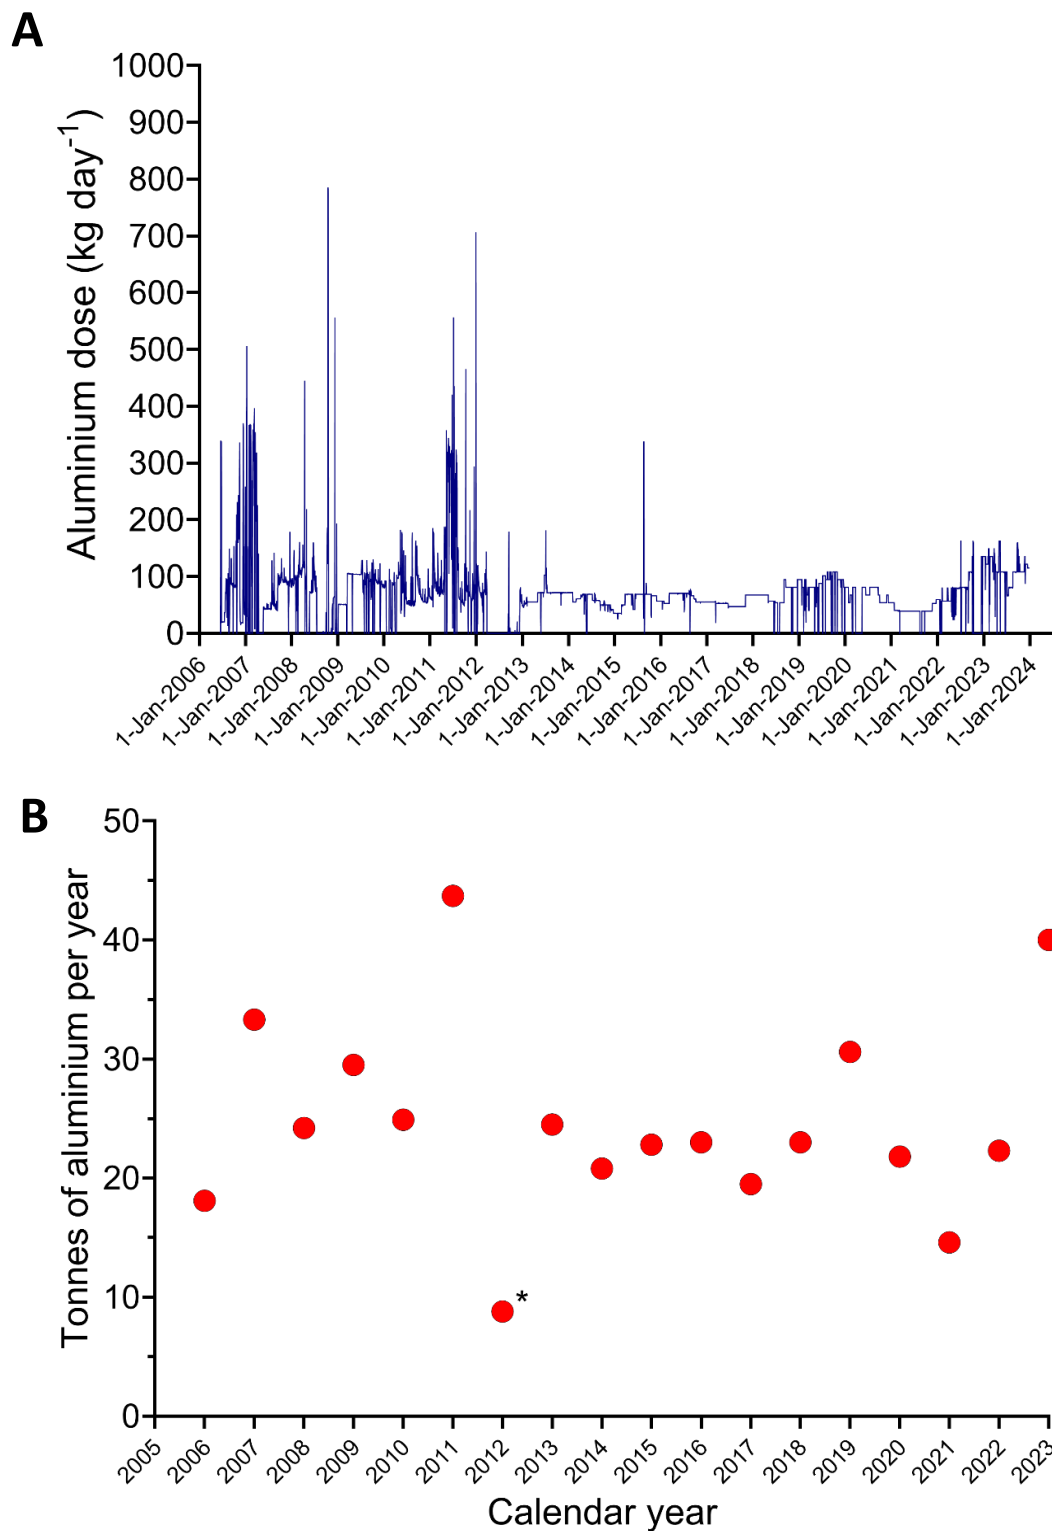 A
Aluminium dose (kg day-1)
1000
900
800
700
600
500
400
300
200
100
0
1-Jan-2006
1-Jan-2007
1-Jan-2008
1-Jan-2009
1-Jan-2010
1-Jan-2011
1-Jan-2012
1-Jan-2013
1-Jan-2014
1-Jan-2015
1-Jan-2016
1-Jan-2017
1-Jan-2018
1-Jan-2019
1-Jan-2020
1-Jan-2021
1-Jan-2022
1-Jan-2023
1-Jan-2024
B
Tonnes of aluminium per year
50
40
30
20
10
0
*
2005
2006
2007
2008
2009
2010
2011
2012
2013
2014
2015
2016
2017
2018
2019
2020
2021
2022
2023
Calendar year